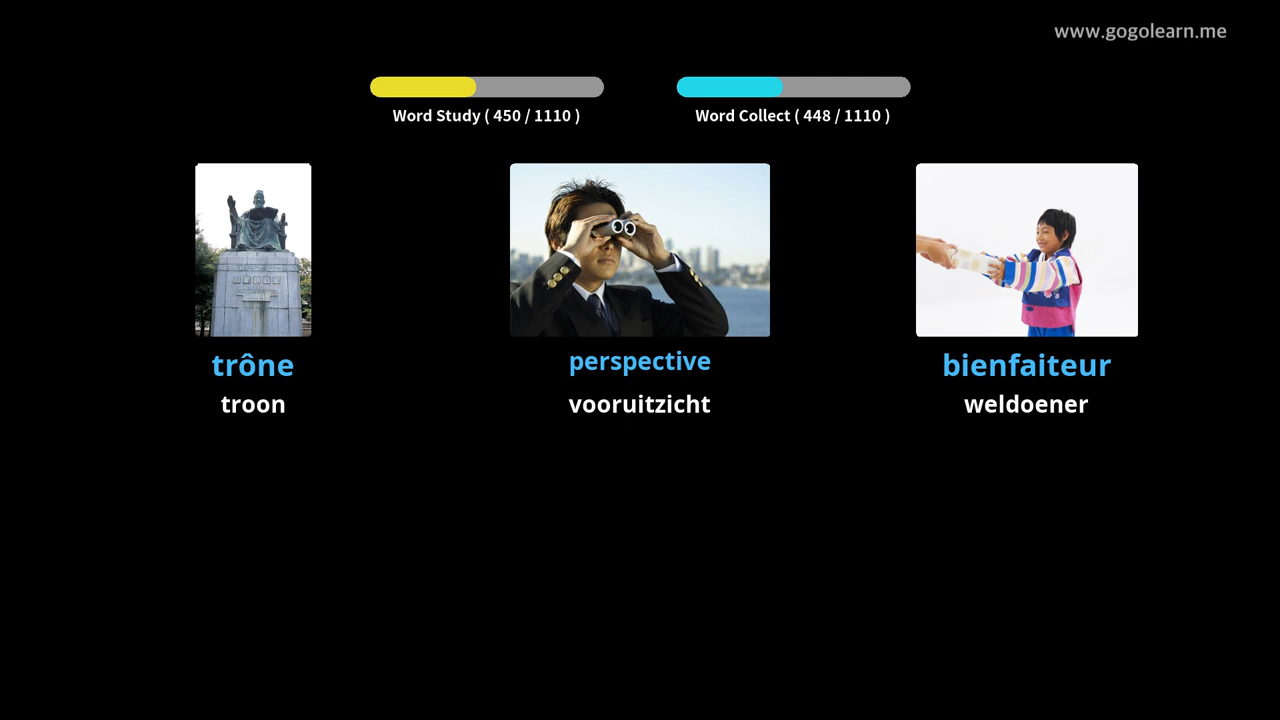 www.gogolearn.me
Word Study ( 450 / 1110 )
Word Collect ( 448 / 1110 )
trône
troon
perspective
vooruitzicht
bienfaiteur
weldoener